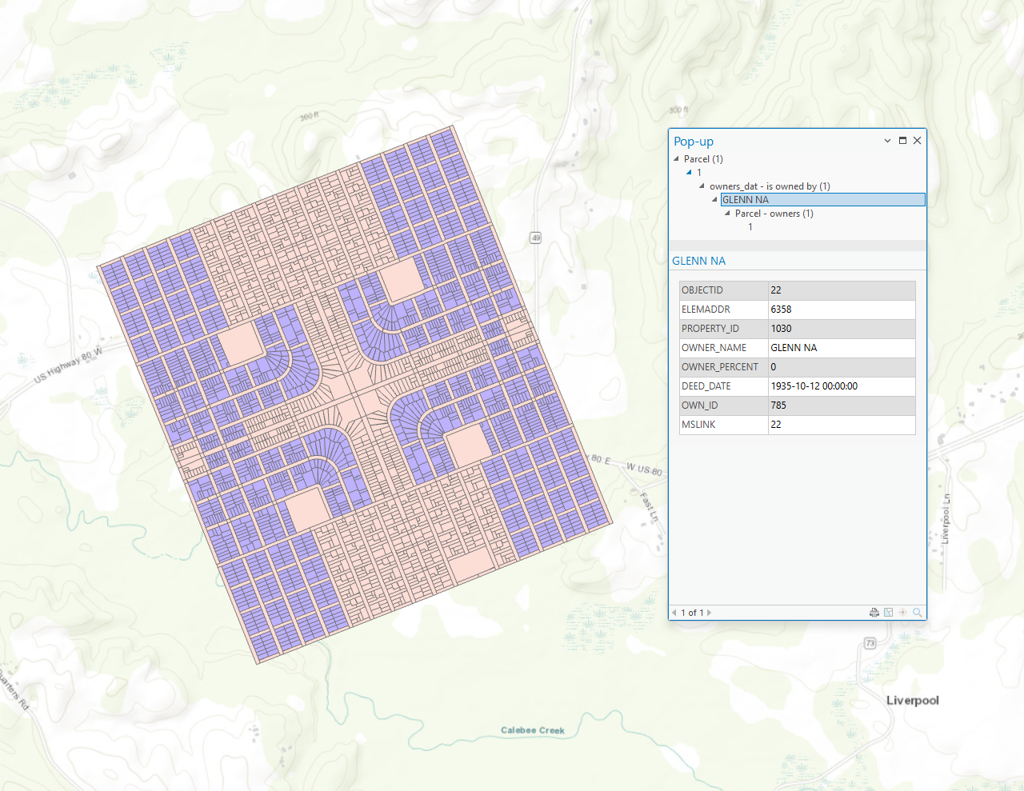 260 ft
300 ft
49
US Highway 80 W
y 80 E
W US-80
Fast Ln
Liverpool Ln
73
Liverpool
Quarters Rd
Calebee Creek
Pop-up
Parcel (1)
1
owners_dat - is owned by (1)
GLENN NA
Parcel - owners (1)
1
GLENN NA
OBJECTID 22
ELEMADDR 6358
PROPERTY_ID 1030
OWNER_NAME GLENN NA
OWNER_PERCENT 0
DEED_DATE 1935-10-12 00:00:00
OWN_ID 785
MSLINK 22
1 of 1